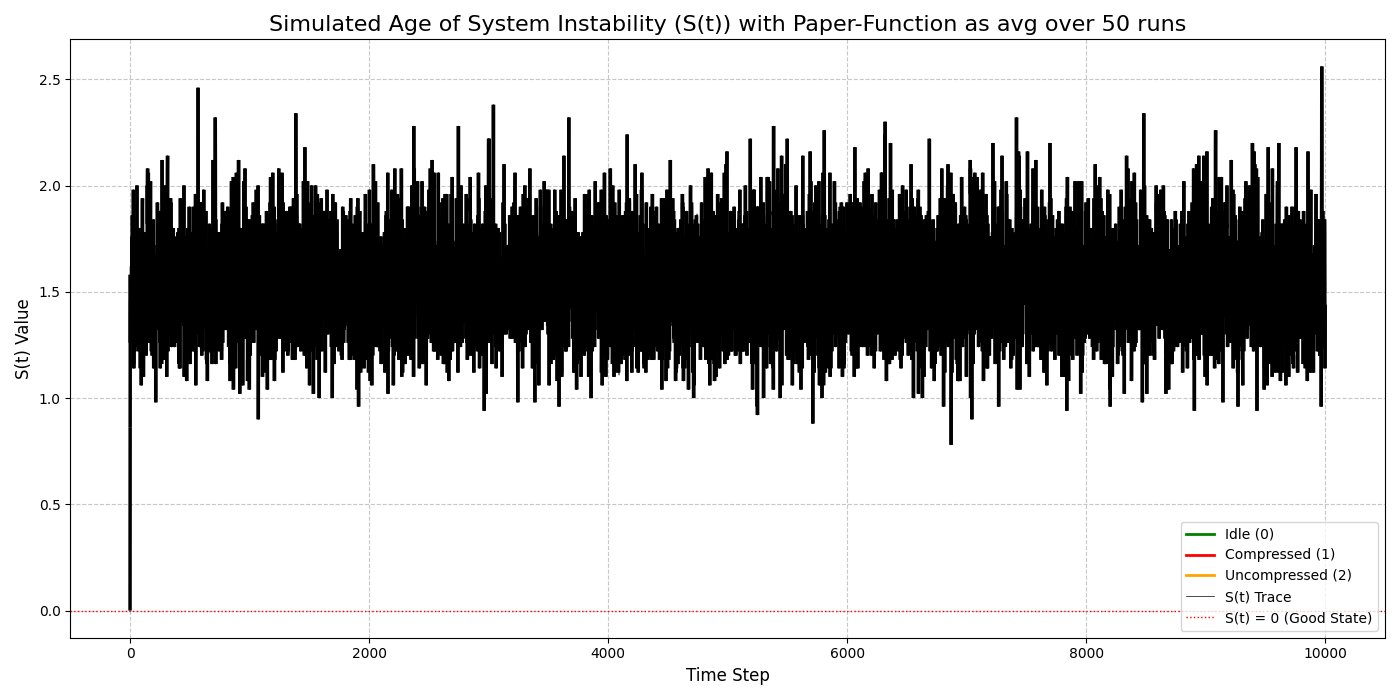 Simulated Age of System Instability (S(t)) with Paper-Function as avg over 50 runs
S(t) Value
2.5
2.0
1.5
1.0
0.5
0.0
0
2000
4000
6000
8000
10000
Time Step
Idle (0)
Compressed (1)
Uncompressed (2)
S(t) Trace
S(t) = 0 (Good State)